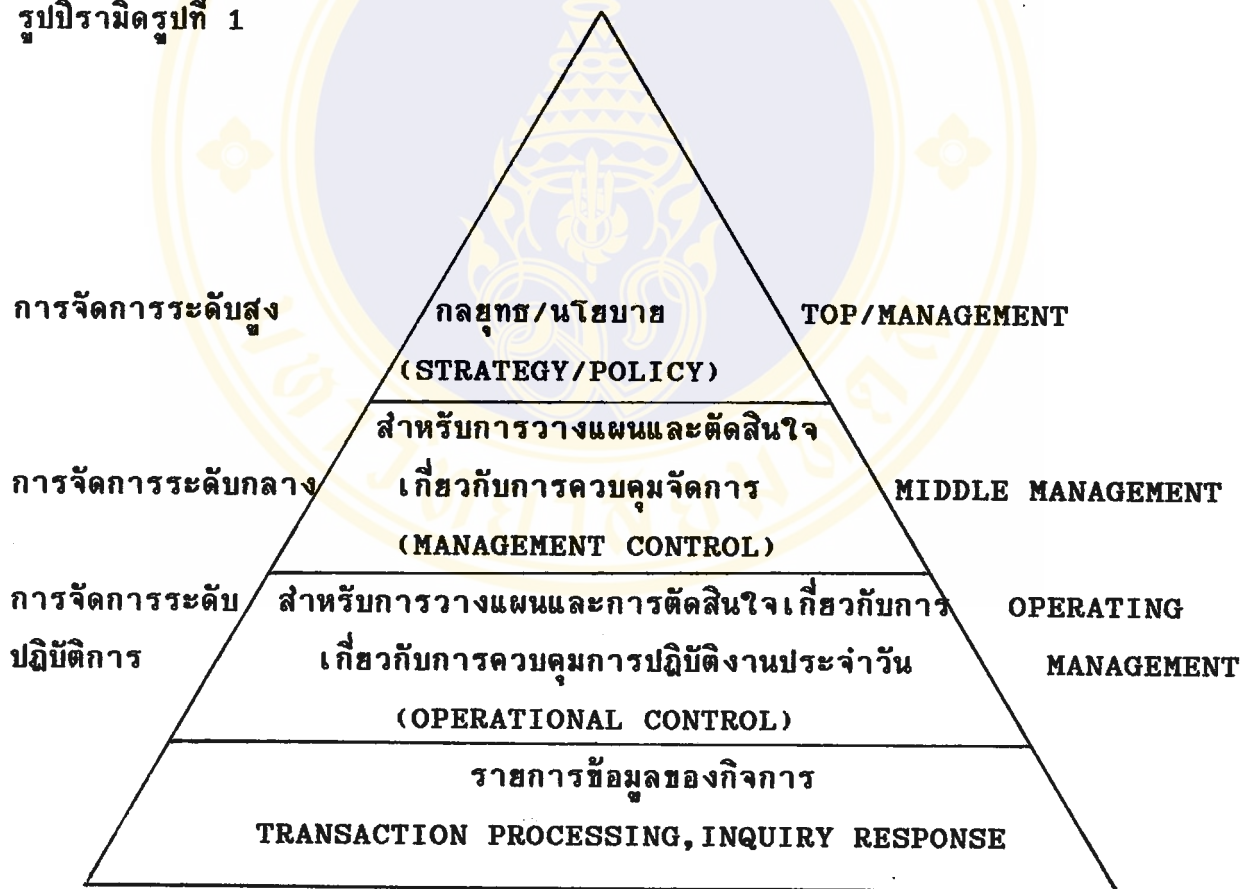 รูปปิรามิดรูปที่ 1
การจัดการระดับสูง กลยุทธ/นโยบาย TOP/MANAGEMENT
(STRATEGY/POLICY)
สำหรับการวางแผนและตัดสินใจ
การจัดการระดับกลาง เกี่ยวกับการควบคุมจัดการ MIDDLE MANAGEMENT
(MANAGEMENT CONTROL)
การจัดการระดับ สำหรับการวางแผนและการตัดสินใจเกี่ยวกับการ OPERATING
ปฏิบัติการ เกี่ยวกับการควบคุมการปฏิบัติงานประจำวัน MANAGEMENT
(OPERATIONAL CONTROL)
รายการข้อมูลของกิจการ
TRANSACTION PROCESSING,INQUIRY RESPONSE